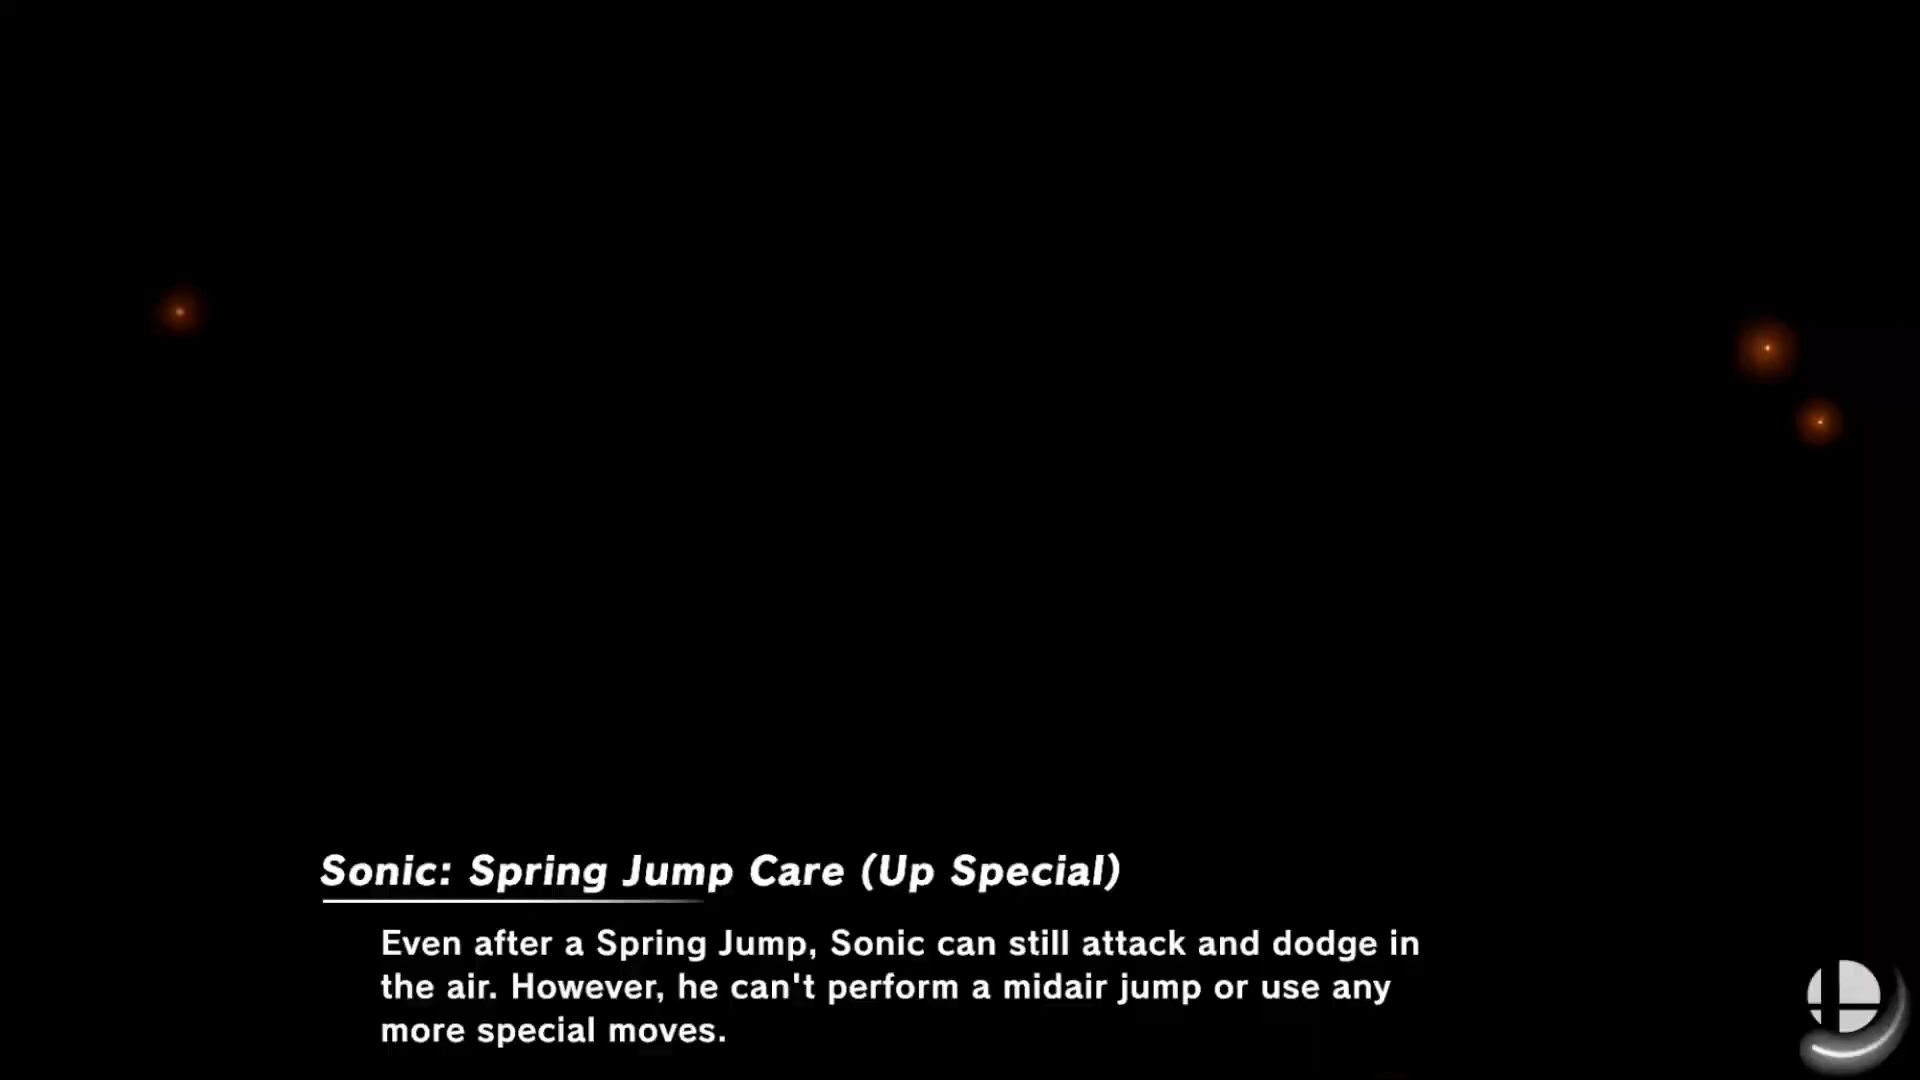 Sonic: Spring Jump Care (Up Special)
Even after a Spring Jump, Sonic can still attack and dodge in
the air. However, he can't perform a midair jump or use any
more special moves.